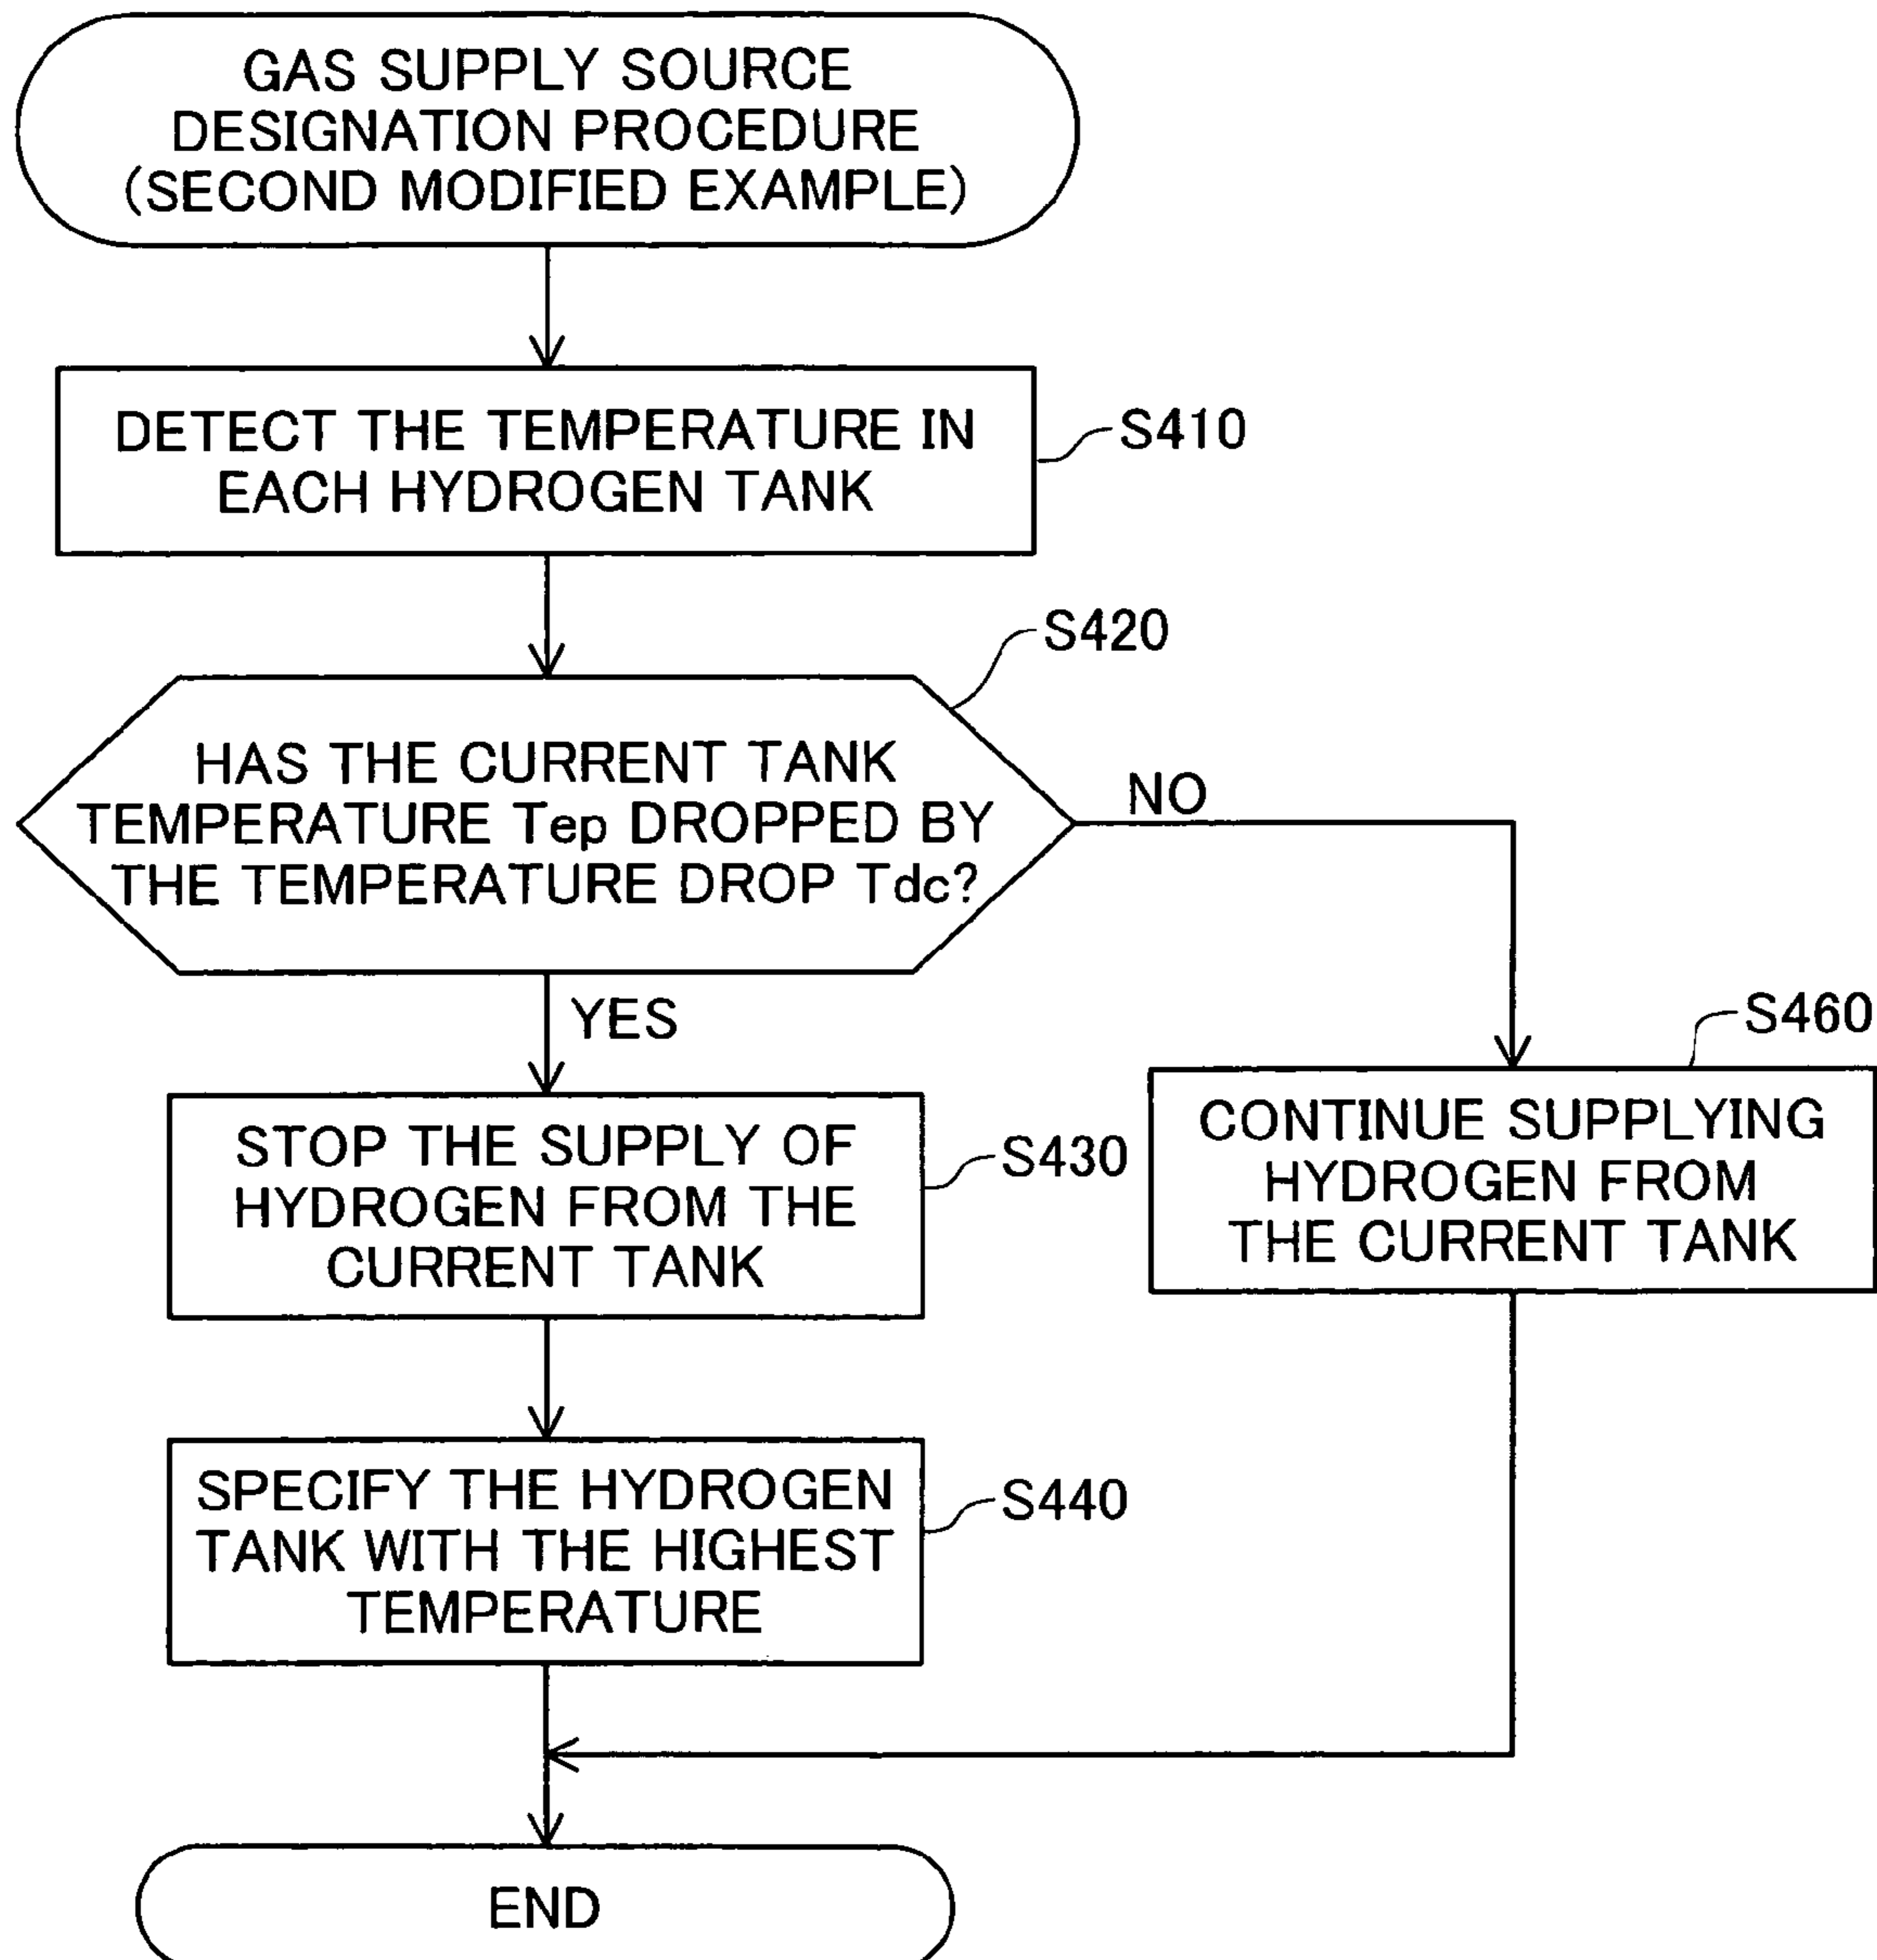 GAS SUPPLY SOURCE
DESIGNATION PROCEDURE
(SECOND MODIFIED EXAMPLE)
DETECT THE TEMPERATURE IN
EACH HYDROGEN TANK
S410
S420
HAS THE CURRENT TANK
TEMPERATURE Tep DROPPED BY
THE TEMPERATURE DROP Tdc?
NO
YES
S460
CONTINUE SUPPLYING
HYDROGEN FROM
THE CURRENT TANK
STOP THE SUPPLY OF
HYDROGEN FROM THE
CURRENT TANK
S430
SPECIFY THE HYDROGEN
TANK WITH THE HIGHEST
TEMPERATURE
S440
END